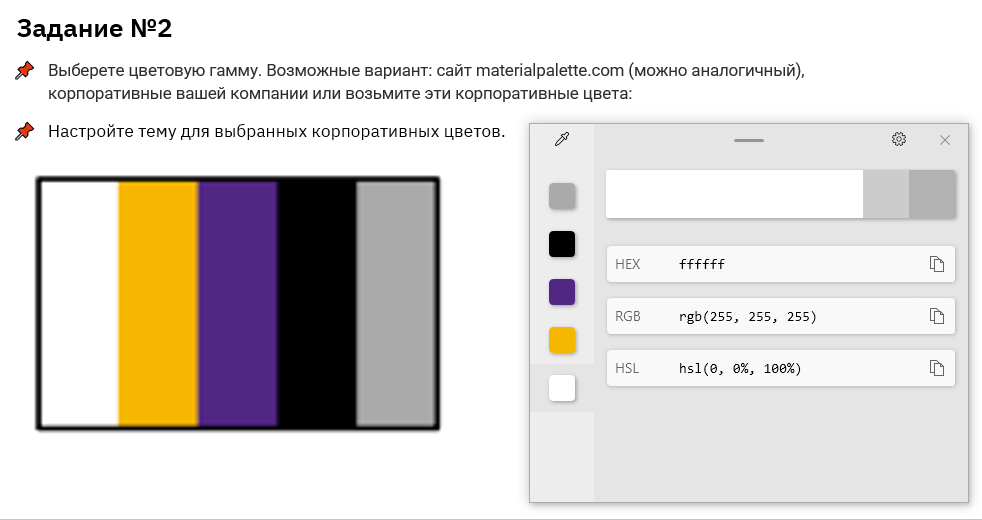 Задание №2
Выберете цветовую гамму. Возможные вариант: сайт materialpalette.com (можно аналогичный),
корпоративные вашей компании или возьмите эти корпоративные цвета:
Настройте тему для выбранных корпоративных цветов.
HEX ffffff
RGB rgb(255, 255, 255)
HSL hsl(0, 0%, 100%)